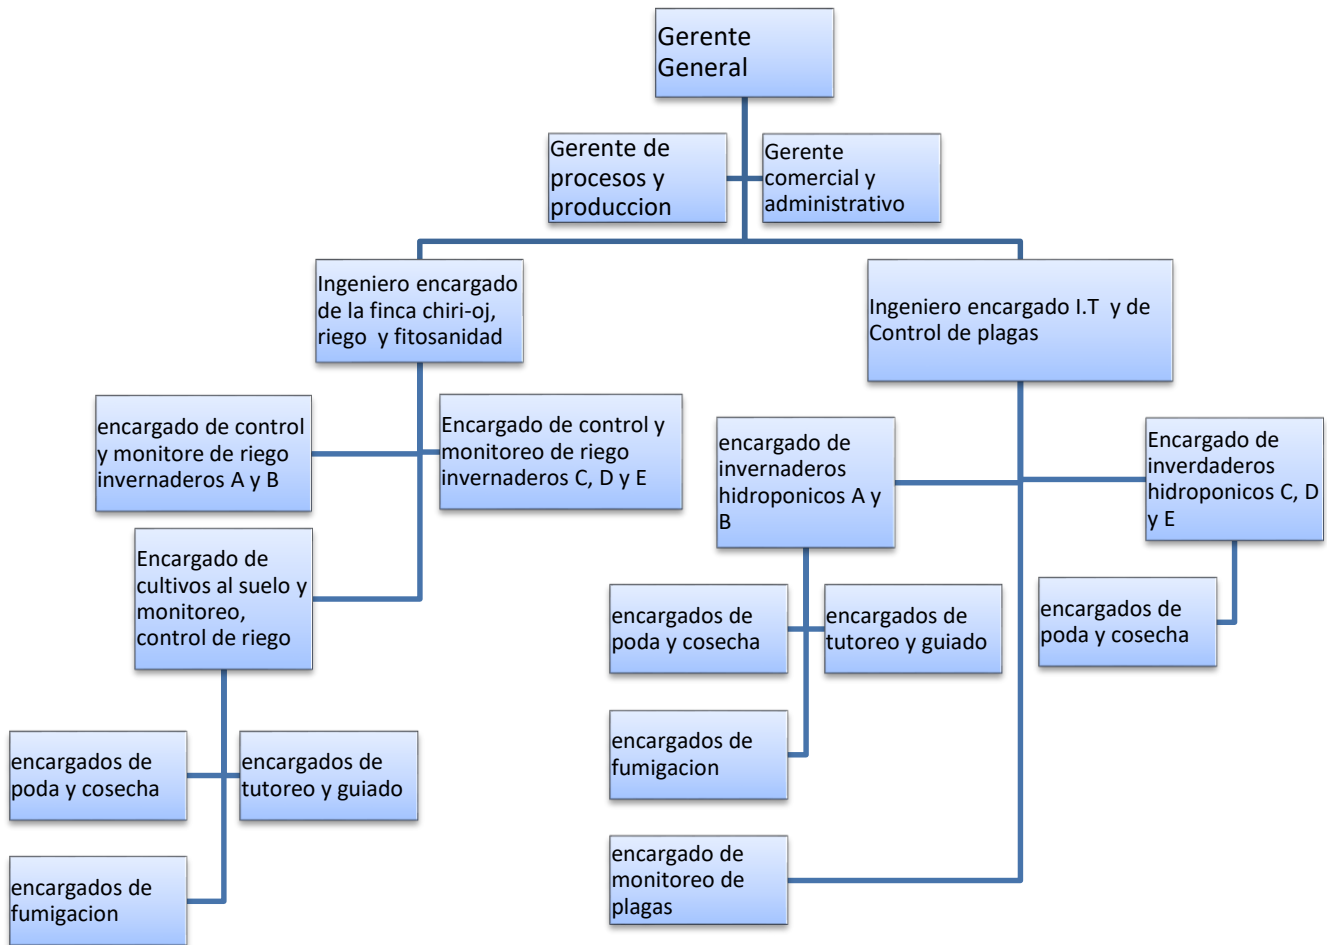 Gerente
General
Gerente de
procesos y
produccion
Gerente
comercial y
administrativo
Ingeniero encargado
de la finca chiri-oj,
riego y fitosanidad
Ingeniero encargado I.T y de
Control de plagas
encargado de control
y monitore de riego
invernaderos A y B
Encargado de control y
monitoreo de riego
invernaderos C, D y E
encargado de
invernaderos
hidroponicos A y
B
Encargado de
inverdaderos
hidroponicos C, D
y E
Encargado de
cultivos al suelo y
monitoreo,
control de riego
encargados de
poda y cosecha
encargados de
tutoreo y guiado
encargados de
poda y cosecha
encargados de
fumigacion
encargados de
poda y cosecha
encargados de
tutoreo y guiado
encargado de
monitoreo de
plagas
encargados de
fumigacion